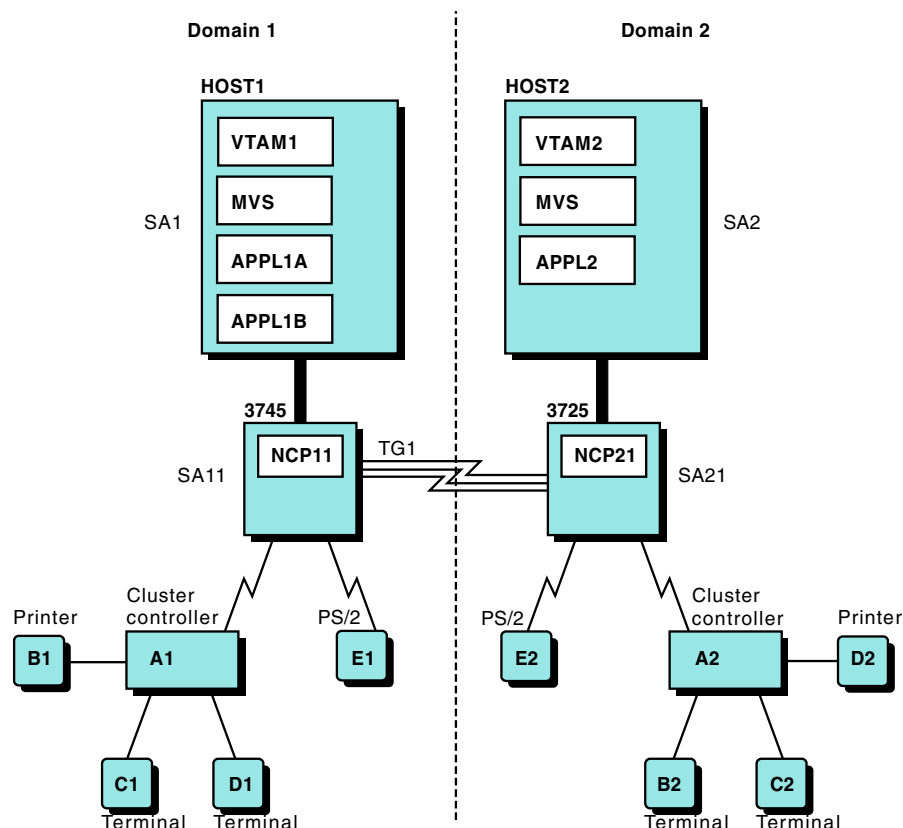 Domain 1
Domain 2
HOST1
HOST2
VTAM1
VTAM2
MVS
MVS
SA1
SA2
APPL1A
APPL2
APPL1B
3745
3725
NCP11
TG1
NCP21
SA11
SA21
Cluster
controller
Cluster
controller
Printer
PS/2
PS/2
Printer
B1
A1
E1
E2
A2
D2
C1
D1
B2
C2
Terminal
Terminal
Terminal
Terminal